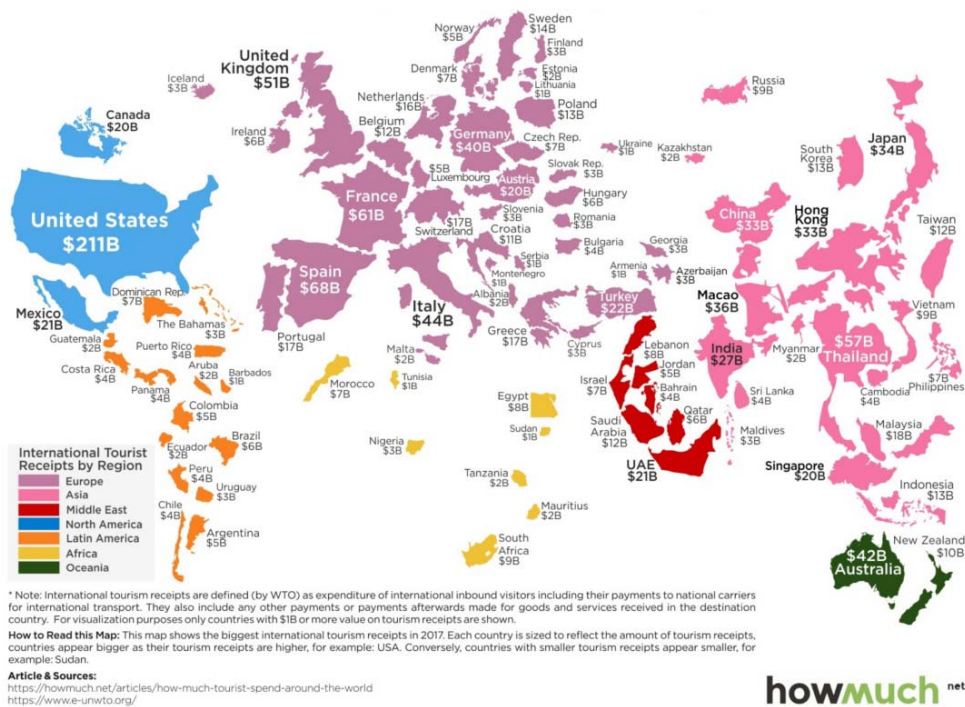 Canada
$20B
United States
$211B
Mexico
$21B
Dominican Rep.
$7B
The Bahamas
$3B
Guatemala
$2B
Puerto Rico
$4B
Costa Rica
$4B
Aruba
$2B
Barbados
$1B
Panama
$4B
Colombia
$5B
Ecuador
$2B
Brazil
$6B
Peru
$4B
Uruguay
$3B
Chile
$4B
Argentina
$5B
Iceland
$3B
United
Kingdom
$51B
Ireland
$6B
Norway
$5B
Sweden
$14B
Finland
$3B
Denmark
$7B
Estonia
$2B
Lithuania
$1B
Netherlands
$16B
Poland
$13B
Belgium
$12B
Germany
$40B
Czech Rep.
$7B
$5B
Luxembourg
Slovak Rep.
$3B
Austria
$20B
France
$61B
Hungary
$6B
$17B
Switzerland
Slovenia
$3B
Romania
$3B
Croatia
$11B
Serbia
$1B
Bulgaria
$4B
Montenegro
$1B
Albania
$2B
Spain
$68B
Portugal
$17B
Italy
$44B
Malta
$2B
Greece
$17B
Turkey
$22B
Cyprus
$3B
Ukraine
$1B
Kazakhstan
$2B
Russia
$9B
Georgia
$3B
Armenia
$1B
Azerbaijan
$3B
Morocco
$7B
Tunisia
$1B
Egypt
$8B
Sudan
$1B
Nigeria
$3B
Tanzania
$2B
Mauritius
$2B
South
Africa
$9B
Lebanon
$8B
Jordan
$5B
Israel
$7B
Bahrain
$4B
Qatar
$6B
Saudi
Arabia
$12B
UAE
$21B
Japan
$34B
South
Korea
$13B
China
$33B
Hong
Kong
$33B
Taiwan
$12B
Macao
$36B
India
$27B
Myanmar
$2B
$57B
Thailand
Vietnam
$9B
$7B
Philippines
Cambodia
$4B
Sri Lanka
$4B
Maldives
$3B
Malaysia
$18B
Singapore
$20B
Indonesia
$13B
$42B
Australia
New Zealand
$10B
International Tourist
Receipts by Region
Europe
Asia
Middle East
North America
Latin America
Africa
Oceania
* Note: International tourism receipts are defined (by WTO) as expenditure of international inbound visitors including their payments to national carriers
for international transport. They also include any other payments or payments afterwards made for goods and services received in the destination
country. For visualization purposes only countries with $1B or more value on tourism receipts are shown.
How to Read this Map: This map shows the biggest international tourism receipts in 2017. Each country is sized to reflect the amount of tourism receipts,
countries appear bigger as their tourism receipts are higher, for example: USA. Conversely, countries with smaller tourism receipts appear smaller, for
example: Sudan.
Article & Sources:
https://howmuch.net/articles/how-much-tourist-spend-around-the-world
https://www.e-unwto.org/
howmuch net